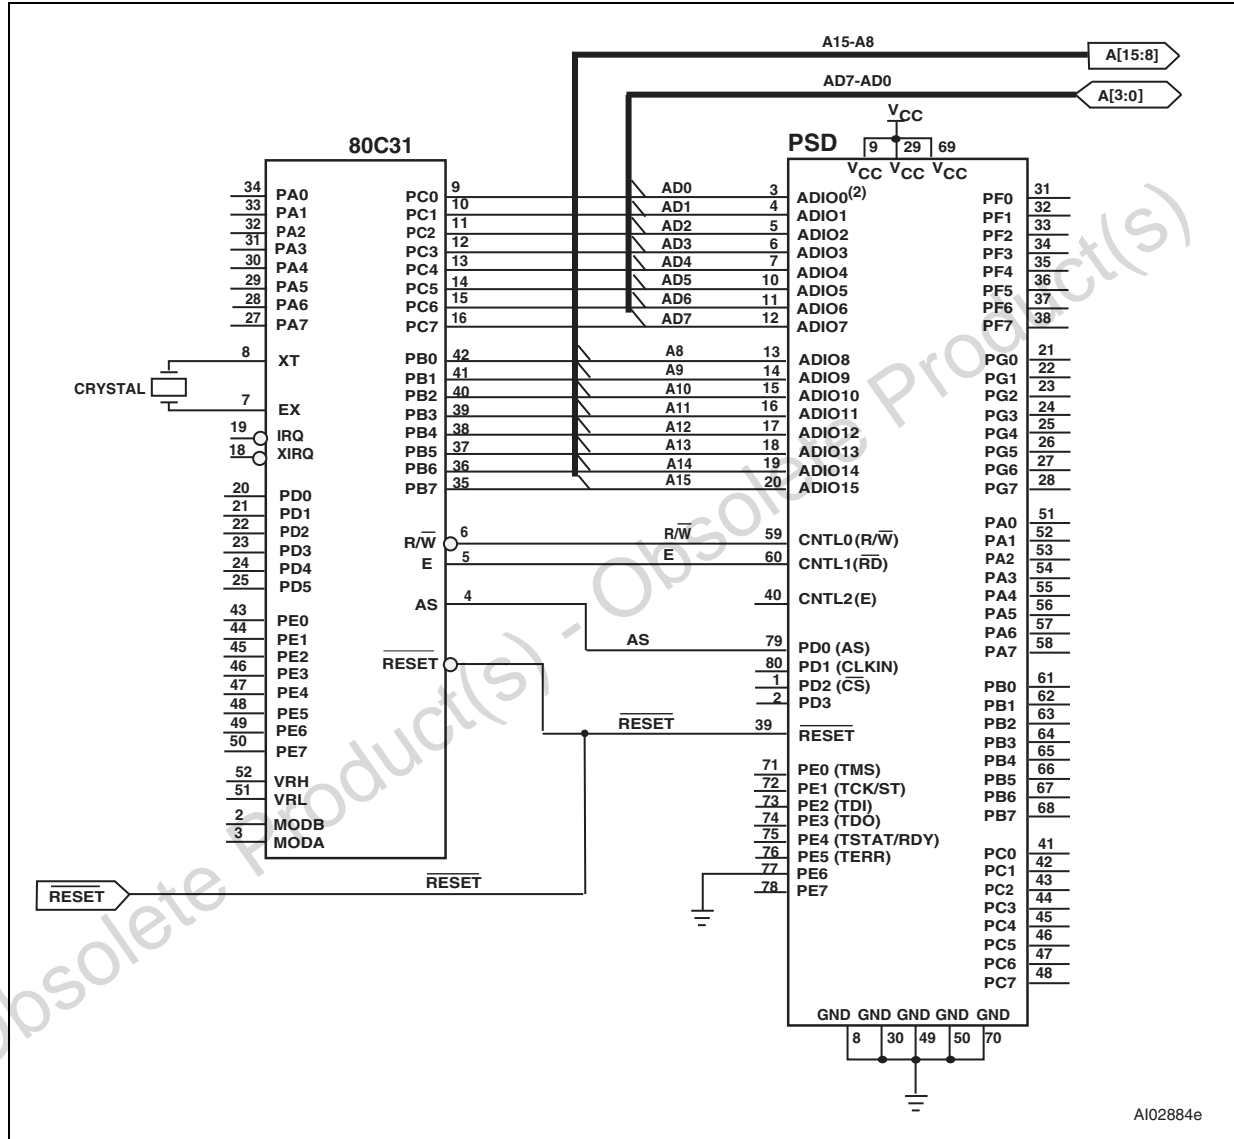 A15-A8
A[15:8]
AD7-AD0
A[3:0]
VCC
80C31
PSD
9 29 69
VCC VCC VCC
34 PA0
33 PA1
32 PA2
31 PA3
30 PA4
29 PA5
28 PA6
27 PA7
8 XT
CRYSTAL
7 EX
19 IRQ
18 XIRQ
20 PD0
21 PD1
22 PD2
23 PD3
24 PD4
25 PD5
43 PE0
44 PE1
45 PE2
46 PE3
47 PE4
48 PE5
49 PE6
50 PE7
52 VRH
51 VRL
2 MODB
3 MODA
PC0 9 AD0 3 ADIO0(2)
PC1 10 AD1 4 ADIO1
PC2 11 AD2 5 ADIO2
PC3 12 AD3 6 ADIO3
PC4 13 AD4 7 ADIO4
PC5 14 AD5 10 ADIO5
PC6 15 AD6 11 ADIO6
PC7 16 AD7 12 ADIO7
PB0 42 A8 13 ADIO8
PB1 41 A9 14 ADIO9
PB2 40 A10 15 ADIO10
PB3 39 A11 16 ADIO11
PB4 38 A12 17 ADIO12
PB5 37 A13 18 ADIO13
PB6 36 A14 19 ADIO14
PB7 35 A15 20 ADIO15
R/W 6 R/W 59 CNTL0(R/W)
E 5 E 60 CNTL1(RD)
40 CNTL2(E)
AS 4 AS 79 PD0 (AS)
80 PD1 (CLKIN)
1 PD2 (CS)
2 PD3
RESET RESET 39 RESET
71 PE0 (TMS)
72 PE1 (TCK/ST)
73 PE2 (TDI)
74 PE3 (TDO)
75 PE4 (TSTAT/RDY)
76 PE5 (TERR)
77 PE6
78 PE7
PF0 31
PF1 32
PF2 33
PF3 34
PF4 35
PF5 36
PF6 37
PF7 38
PG0 21
PG1 22
PG2 23
PG3 24
PG4 25
PG5 26
PG6 27
PG7 28
PA0 51
PA1 52
PA2 53
PA3 54
PA4 55
PA5 56
PA6 57
PA7 58
PB0 61
PB1 62
PB2 63
PB3 64
PB4 65
PB5 66
PB6 67
PB7 68
PC0 41
PC1 42
PC2 43
PC3 44
PC4 45
PC5 46
PC6 47
PC7 48
RESET RESET
GND GND GND GND GND
8 30 49 50 70
AI02884e
Obsolete Product(s) - Obsolete Product(s)